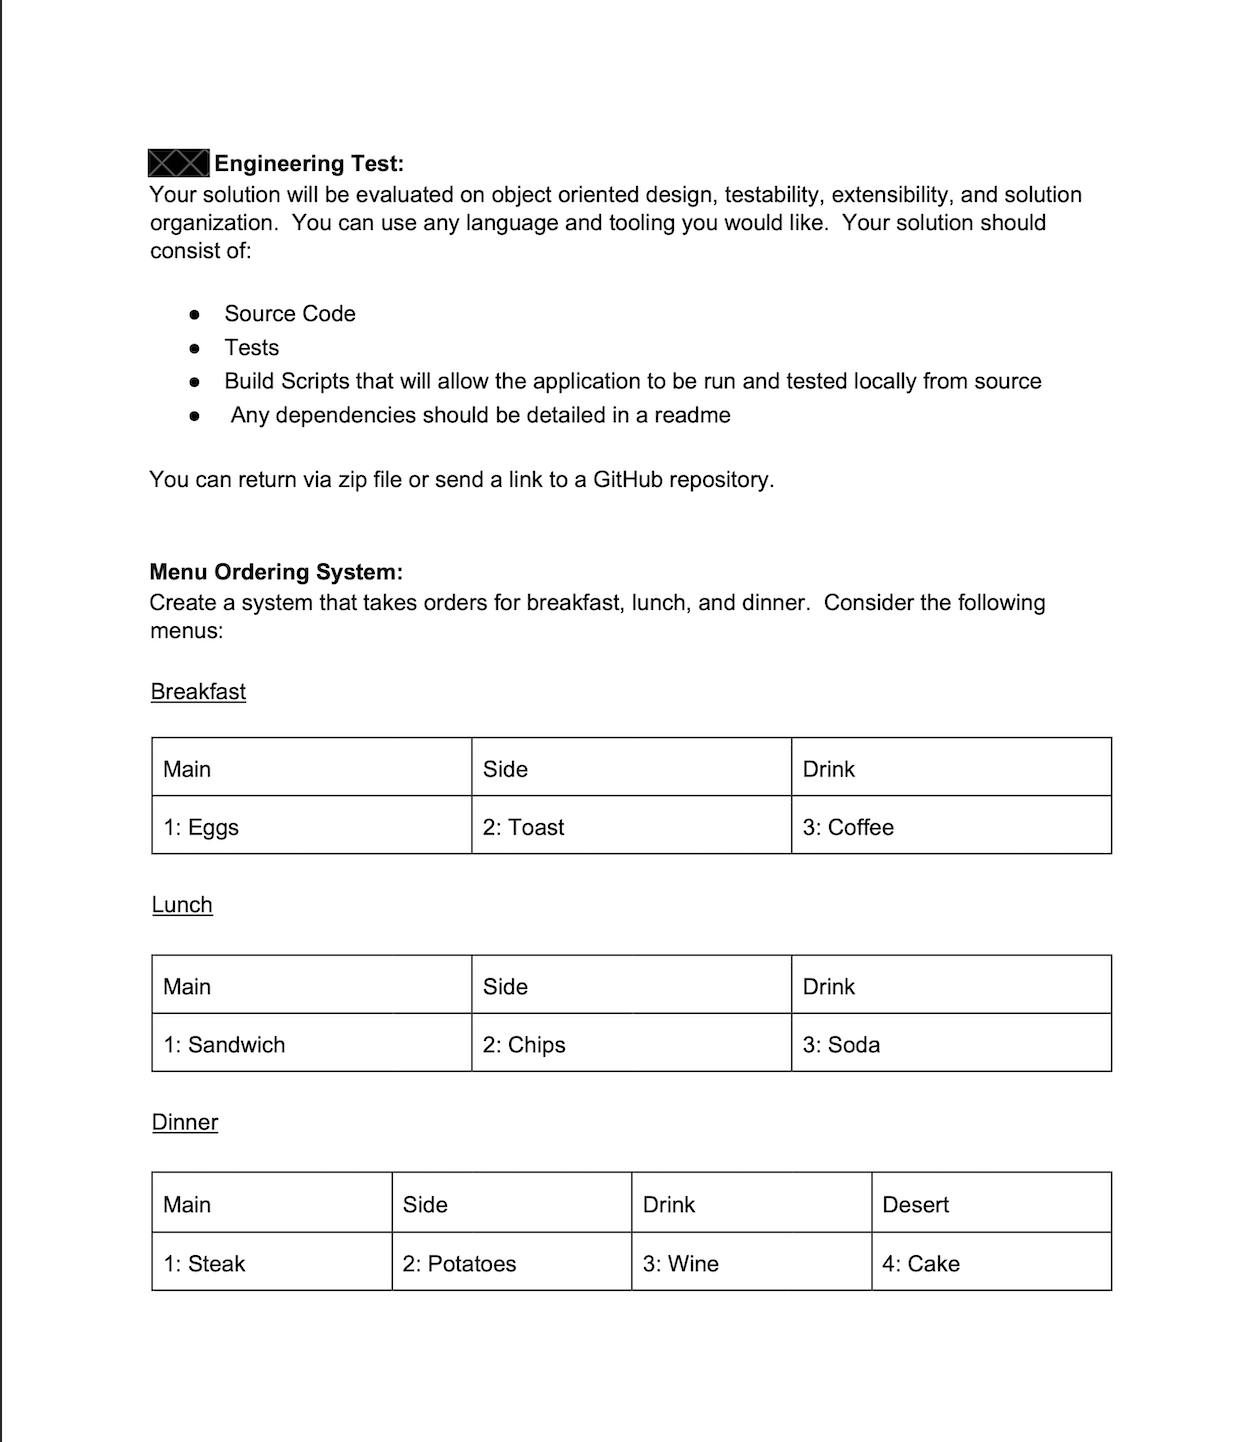 Engineering Test:
Your solution will be evaluated on object oriented design, testability, extensibility, and solution
organization.  You can use any language and tooling you would like.  Your solution should
consist of:
● Source Code
● Tests
● Build Scripts that will allow the application to be run and tested locally from source
● Any dependencies should be detailed in a readme
You can return via zip file or send a link to a GitHub repository.
Menu Ordering System:
Create a system that takes orders for breakfast, lunch, and dinner.  Consider the following
menus:
Breakfast
Main Side Drink
1: Eggs 2: Toast 3: Coffee
Lunch
Main Side Drink
1: Sandwich 2: Chips 3: Soda
Dinner
Main Side Drink Desert
1: Steak 2: Potatoes 3: Wine 4: Cake